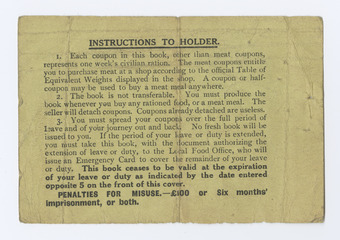 INSTRUCTIONS TO HOLDER.
1. Each coupon in this book, other than meat coupons,
represents one week's civilian ration. The meat coupons entitle
you to purchase meat at a shop according to the official Table of
Equivalent Weights displayed in the shop. A coupon or half-
coupon may be used to buy a meat meal anywhere.
2. The book is not transferable. You must produce the
book whenever you buy any rationed food, or a meat meal. The
seller will detach coupons. Coupons already detached are useless.
3. You must spread your coupons over the full period of
leave and of your journey out and back. No fresh book will be
issued to you. If the period of your leave or duty is extended,
you must take this book, with the document authorizing the
extension of leave or duty, to the Local Food Office, who will
issue an Emergency Card to cover the remainder of your leave
or duty. This book ceases to be valid at the expiration
of your leave or duty as indicated by the date entered
opposite 5 on the front of this cover.
PENALTIES FOR MISUSE.—£100 or Six months'
imprisonment, or both.